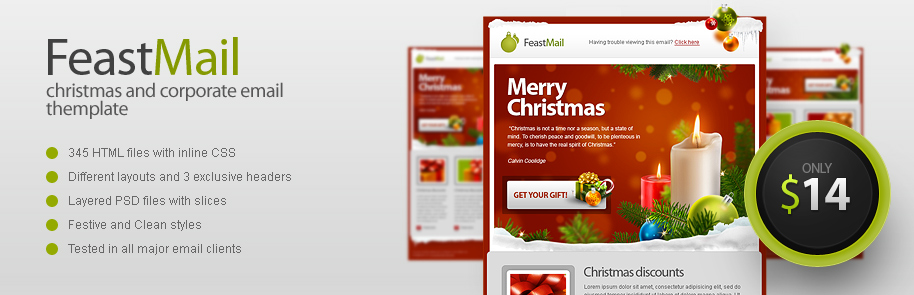 FeastMail
christmas and corporate email
themplate
345 HTML files with inline CSS
Different layouts and 3 exclusive headers
Layered PSD files with slices
Festive and Clean styles
Tested in all major email clients
FeastMail
Having trouble viewing this email? Click here
Merry
Christmas
"Christmas is not a time nor a season, but a state of
mind. To cherish peace and goodwill, to be plenteous in
mercy, is to have the real spirit of Christmas."
Calvin Coolidge
GET YOUR GIFT!
Christmas discounts
Lorem ipsum dolor sit amet, consectetur adipisicing elit, sed do
ONLY
$14